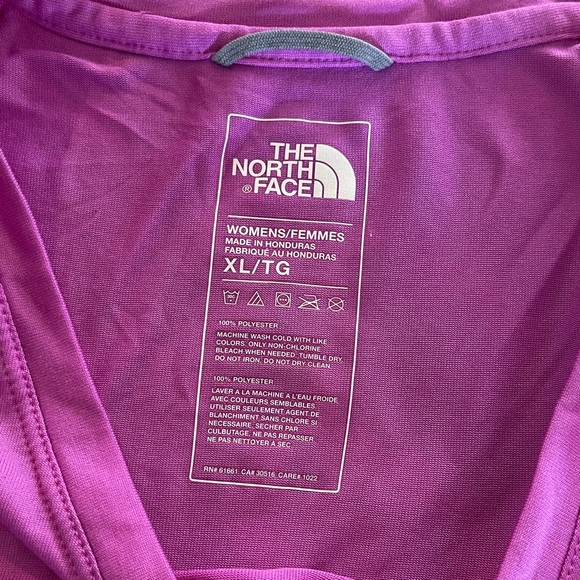 THE
NORTH
® FACE
WOMENS/FEMMES
MADE IN HONDURAS
FABRIQUÉ AU HONDURAS
XL/TG
100% POLYESTER
MACHINE WASH COLD WITH LIKE
COLORS. ONLY NON-CHLORINE
BLEACH WHEN NEEDED. TUMBLE DRY.
DO NOT IRON. DO NOT DRY CLEAN.
100% POLYESTER
LAVER A LA MACHINE A L'EAU FROIDE,
AVEC COULEURS SEMBLABLES.
UTILISER SEULEMENT AGENT DE
BLANCHIMENT SANS CHLORE SI
NECESSAIRE. SECHER PAR
CULBUTAGE. NE PAS REPASSER.
NE PAS NETTOYER A SEC.
RN# 61661 CA# 30516 CARE# 1022